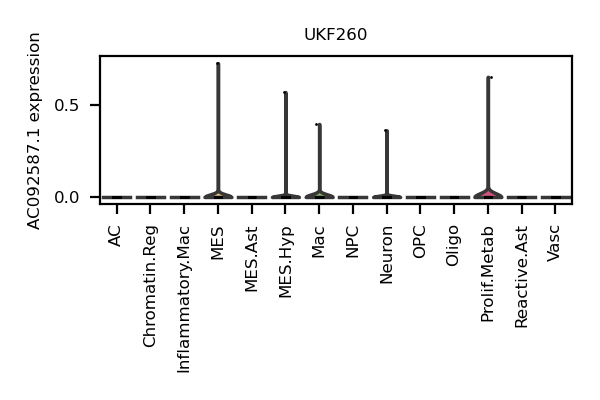 UKF260
AC092587.1 expression
0.5
0.0
AC
Chromatin.Reg
Inflammatory.Mac
MES
MES.Ast
MES.Hyp
Mac
NPC
Neuron
OPC
Oligo
Prolif.Metab
Reactive.Ast
Vasc